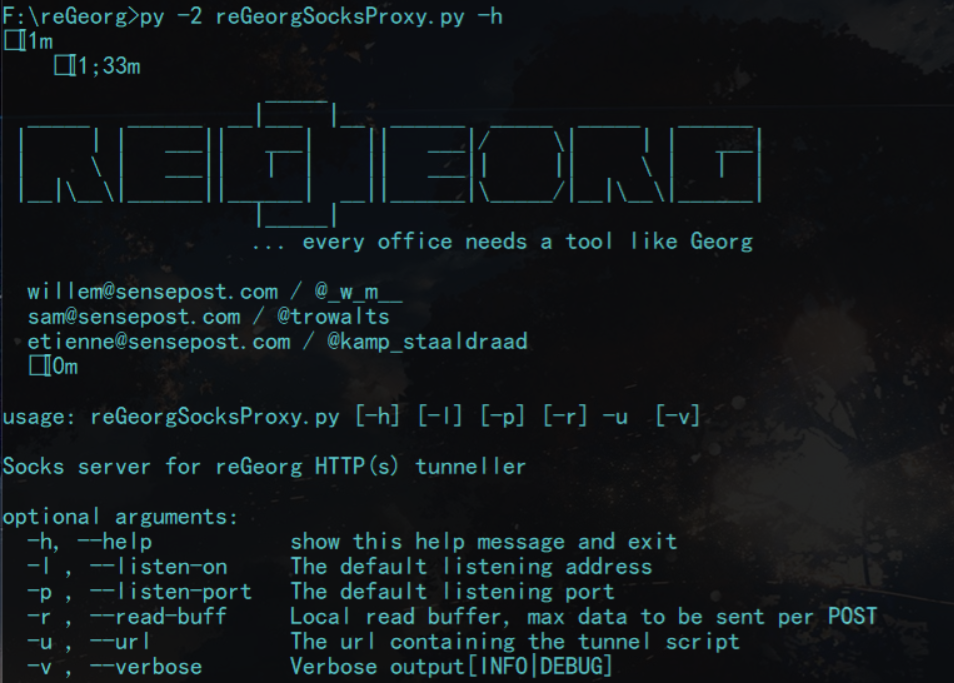 F:\reGeorg>py -2 reGeorgSocksProxy.py -h
1m
1;33m
REGEORG
... every office needs a tool like Georg
willem@sensepost.com / @_w_m__
sam@sensepost.com / @trowalts
etienne@sensepost.com / @kamp_staaldraad
0m
usage: reGeorgSocksProxy.py [-h] [-l] [-p] [-r] -u  [-v]
Socks server for reGeorg HTTP(s) tunneller
optional arguments:
-h, --help show this help message and exit
-l , --listen-on The default listening address
-p , --listen-port The default listening port
-r , --read-buff Local read buffer, max data to be sent per POST
-u , --url The url containing the tunnel script
-v , --verbose Verbose output[INFO|DEBUG]